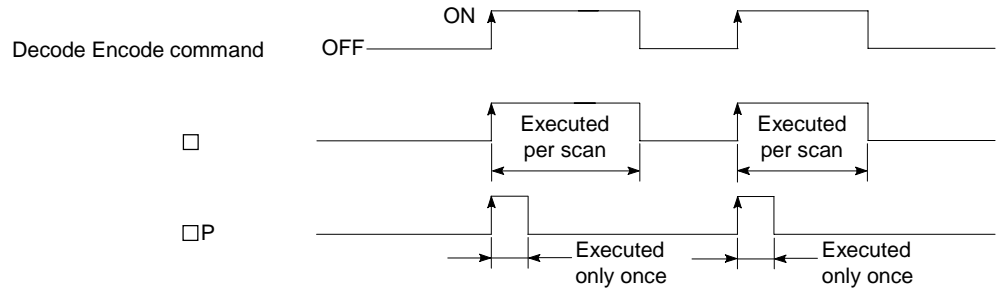 ON
Decode Encode command OFF
□ Executed per scan Executed per scan
□P
Executed only once Executed only once